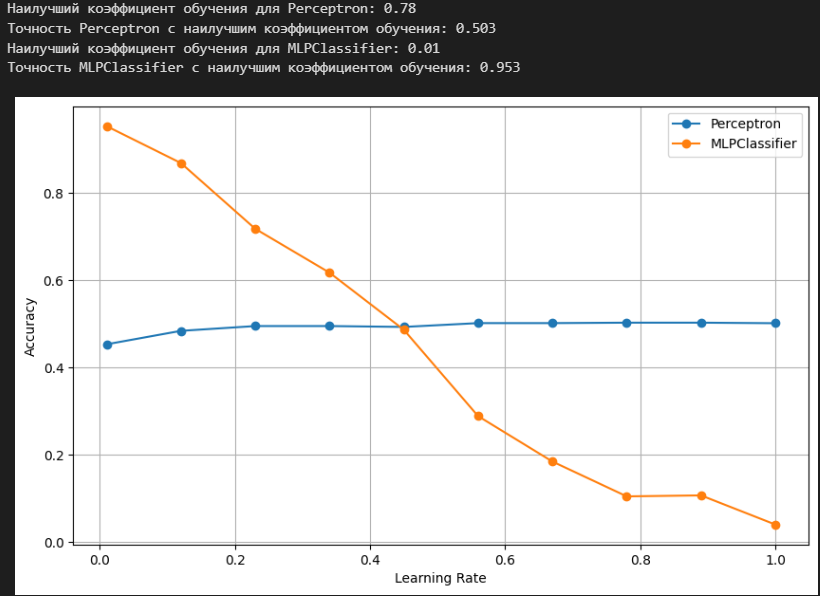 Наилучший коэффициент обучения для Perceptron: 0.78
Точность Perceptron с наилучшим коэффициентом обучения: 0.503
Наилучший коэффициент обучения для MLPClassifier: 0.01
Точность MLPClassifier с наилучшим коэффициентом обучения: 0.953
Perceptron
MLPClassifier
0.8
0.6
0.4
0.2
0.0
Accuracy
0.0 0.2 0.4 0.6 0.8 1.0
Learning Rate